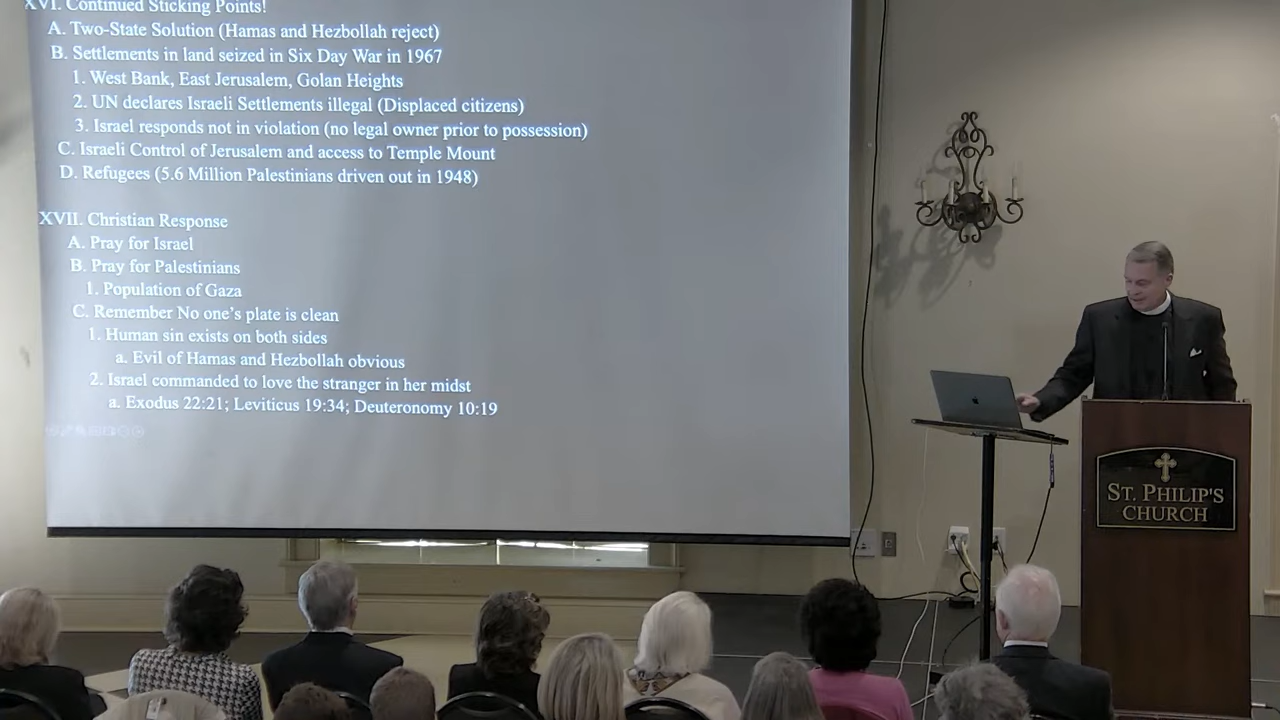 XVI. Continued Sticking Points!
A. Two-State Solution (Hamas and Hezbollah reject)
B. Settlements in land seized in Six Day War in 1967
1. West Bank, East Jerusalem, Golan Heights
2. UN declares Israeli Settlements illegal (Displaced citizens)
3. Israel responds not in violation (no legal owner prior to possession)
C. Israeli Control of Jerusalem and access to Temple Mount
D. Refugees (5.6 Million Palestinians driven out in 1948)
XVII. Christian Response
A. Pray for Israel
B. Pray for Palestinians
1. Population of Gaza
C. Remember No one's plate is clean
1. Human sin exists on both sides
a. Evil of Hamas and Hezbollah obvious
2. Israel commanded to love the stranger in her midst
a. Exodus 22:21; Leviticus 19:34; Deuteronomy 10:19
ST. PHILIP'S
CHURCH